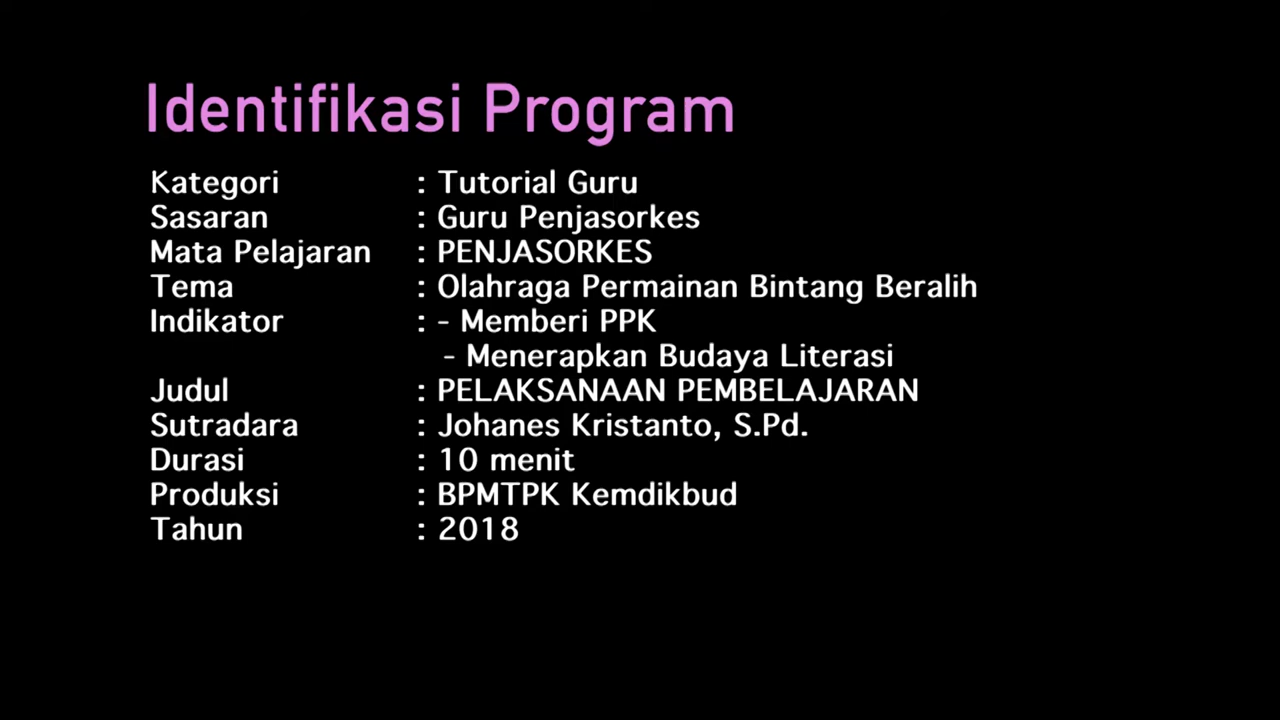 Identifikasi Program
Kategori : Tutorial Guru
Sasaran : Guru Penjasorkes
Mata Pelajaran : PENJASORKES
Tema : Olahraga Permainan Bintang Beralih
Indikator : - Memberi PPK
- Menerapkan Budaya Literasi
Judul : PELAKSANAAN PEMBELAJARAN
Sutradara : Johanes Kristanto, S.Pd.
Durasi : 10 menit
Produksi : BPMTPK Kemdikbud
Tahun : 2018